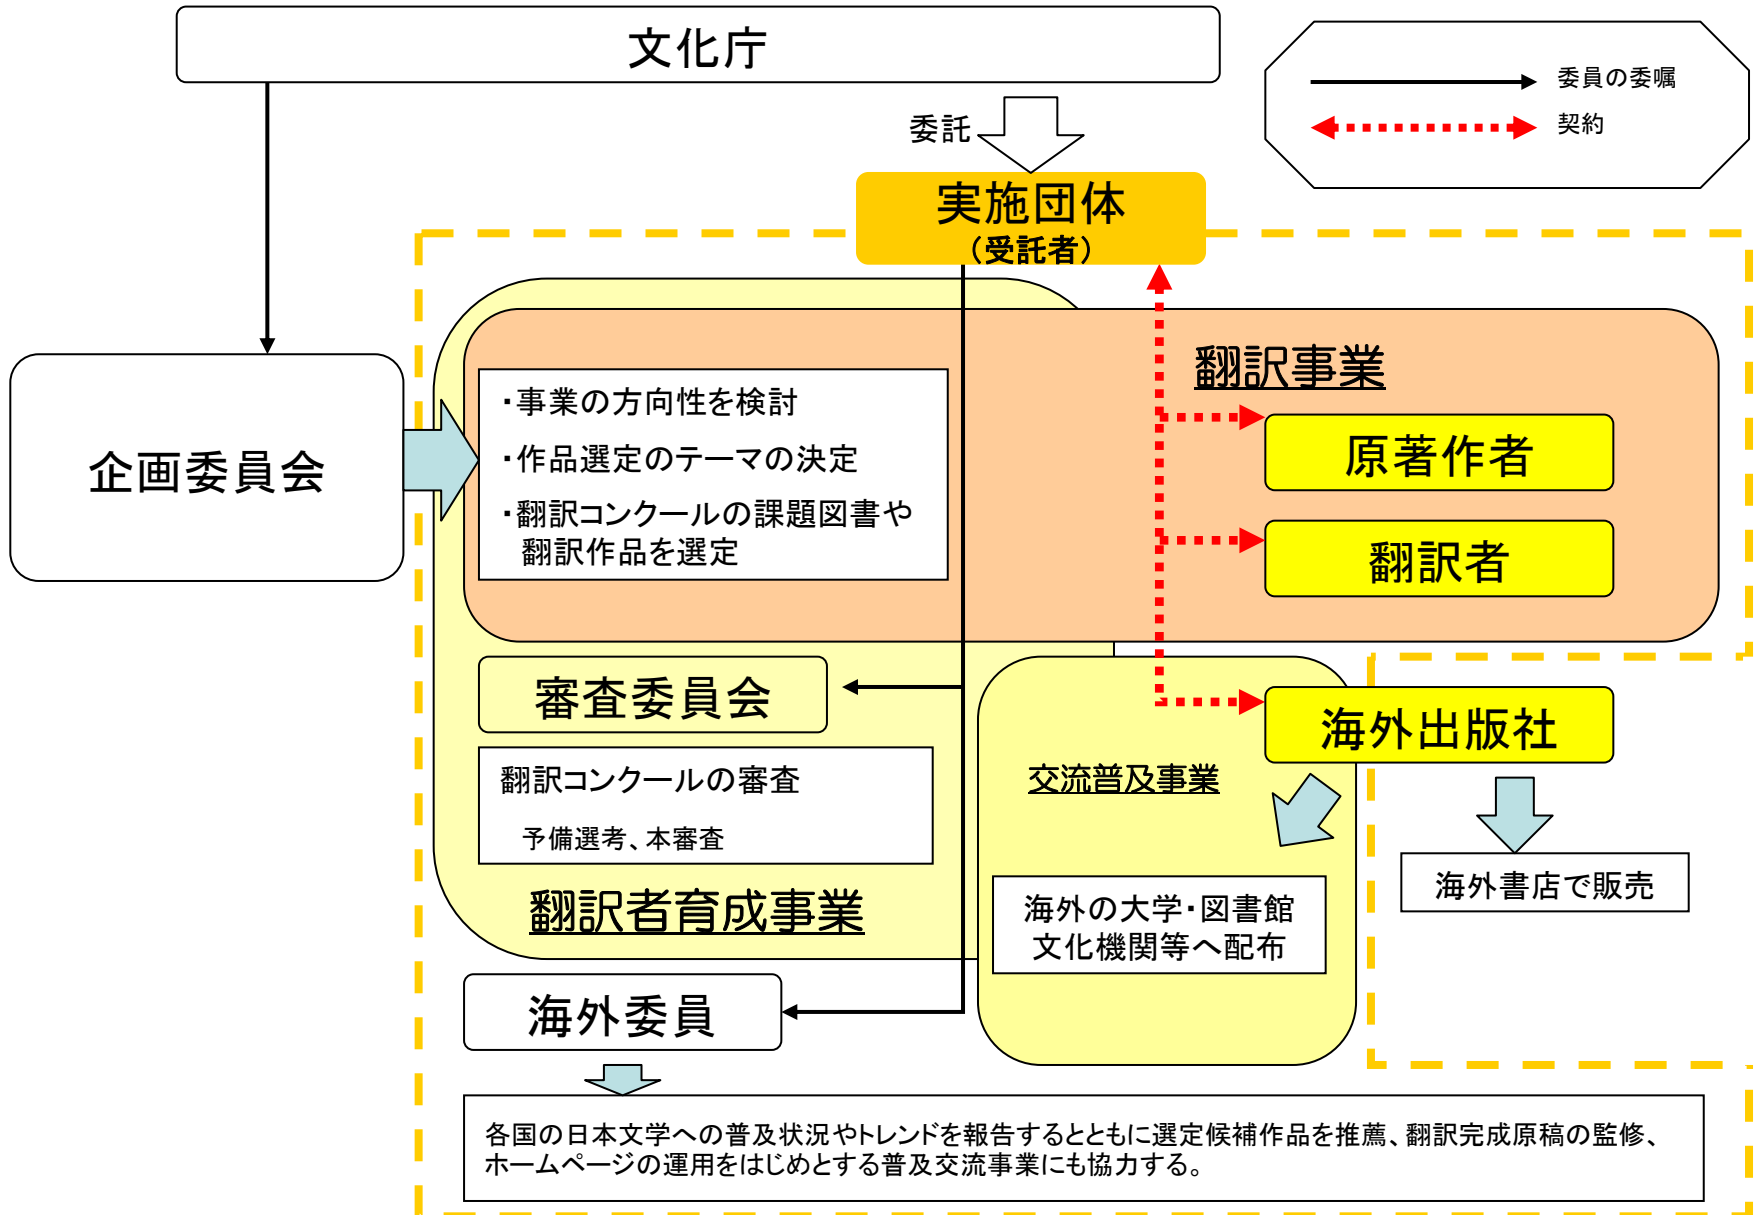 文化庁
委員の委嘱
契約
委託
実施団体
（受託者）
企画委員会
・事業の方向性を検討
・作品選定のテーマの決定
・翻訳コンクールの課題図書や
翻訳作品を選定
翻訳事業
原著作者
翻訳者
審査委員会
翻訳コンクールの審査
予備選考、本審査
翻訳者育成事業
海外出版社
交流普及事業
海外の大学・図書館
文化機関等へ配布
海外書店で販売
海外委員
各国の日本文学への普及状況やトレンドを報告するとともに選定候補作品を推薦、翻訳完成原稿の監修、
ホームページの運用をはじめとする普及交流事業にも協力する。